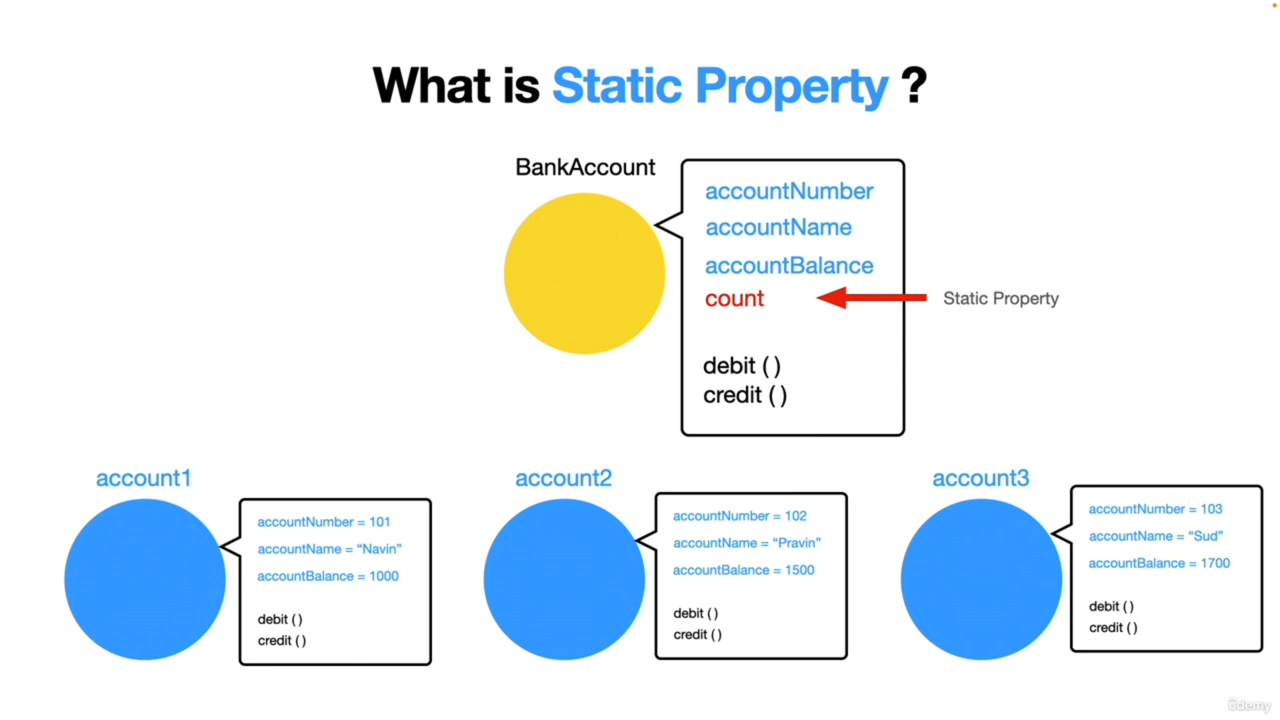 What is Static Property ?
BankAccount
accountNumber
accountName
accountBalance
count
Static Property
debit ( )
credit ( )
account1
accountNumber = 101
accountName = “Navin”
accountBalance = 1000
debit ( )
credit ( )
account2
accountNumber = 102
accountName = “Pravin”
accountBalance = 1500
debit ( )
credit ( )
account3
accountNumber = 103
accountName = “Sud”
accountBalance = 1700
debit ( )
credit ( )
ûdemy